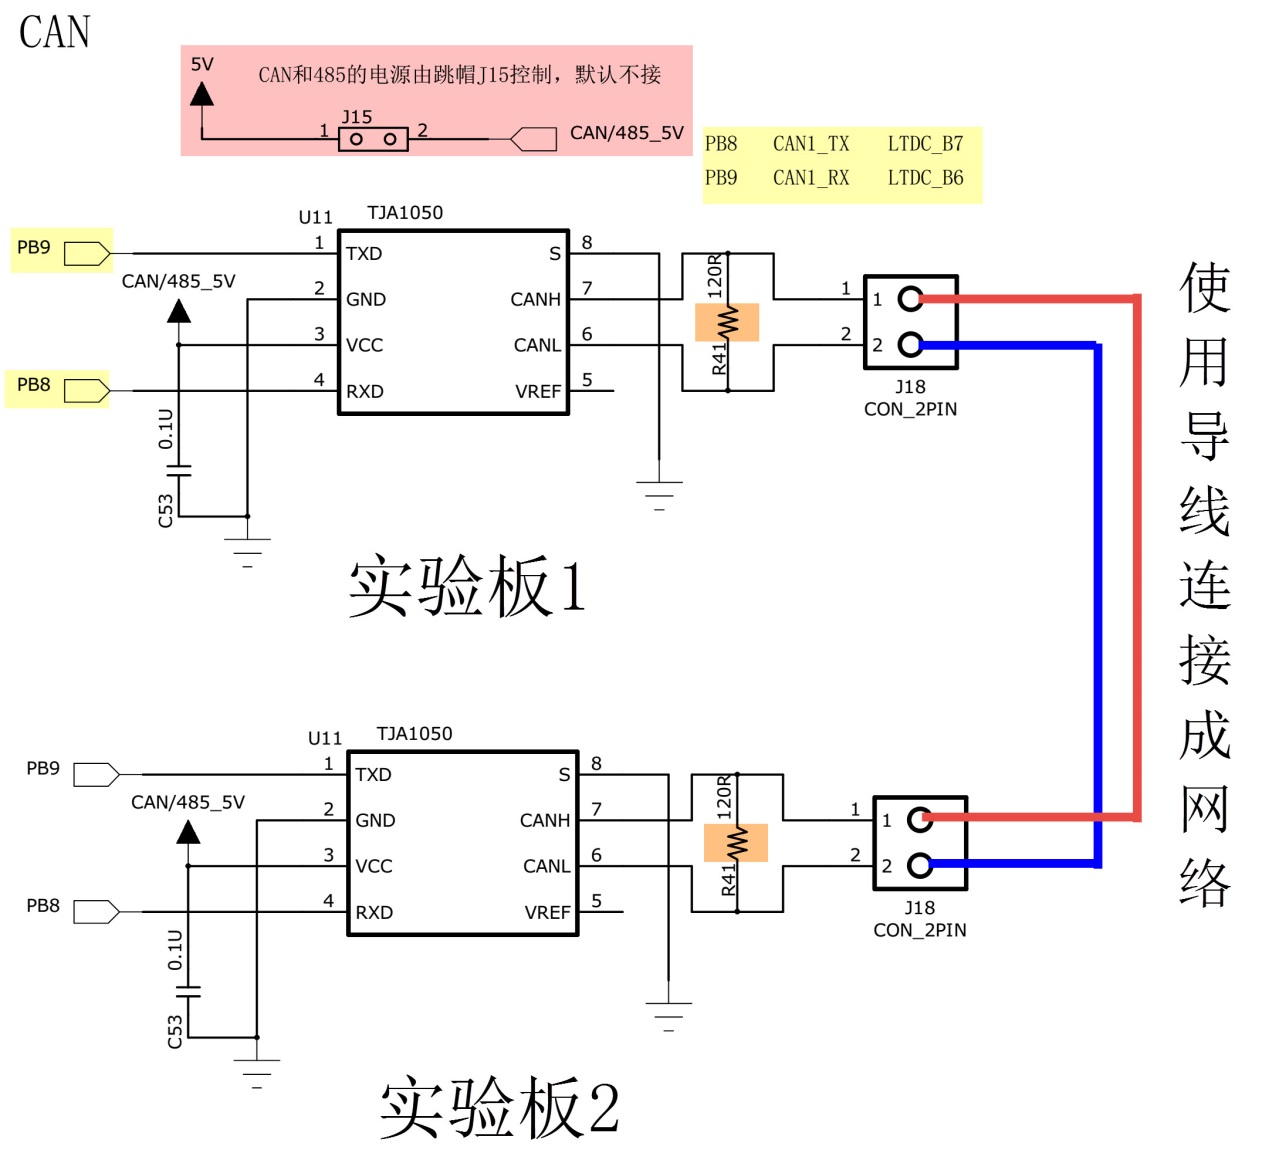 CAN
5V
CAN和485的电源由跳帽J15控制，默认不接
J15
1
2
CAN/485_5V
PB8 CAN1_TX LTDC_B7
PB9 CAN1_RX LTDC_B6
U11
TJA1050
PB9
1
TXD
S
8
CAN/485_5V
2
GND
CANH
7
3
VCC
CANL
6
PB8
4
RXD
VREF
5
120R
R41
1
1
2
2
J18
CON_2PIN
0.1U
C53
实验板1
使用导线连接成网络
U11
TJA1050
PB9
1
TXD
S
8
CAN/485_5V
2
GND
CANH
7
3
VCC
CANL
6
PB8
4
RXD
VREF
5
120R
R41
1
1
2
2
J18
CON_2PIN
0.1U
C53
实验板2